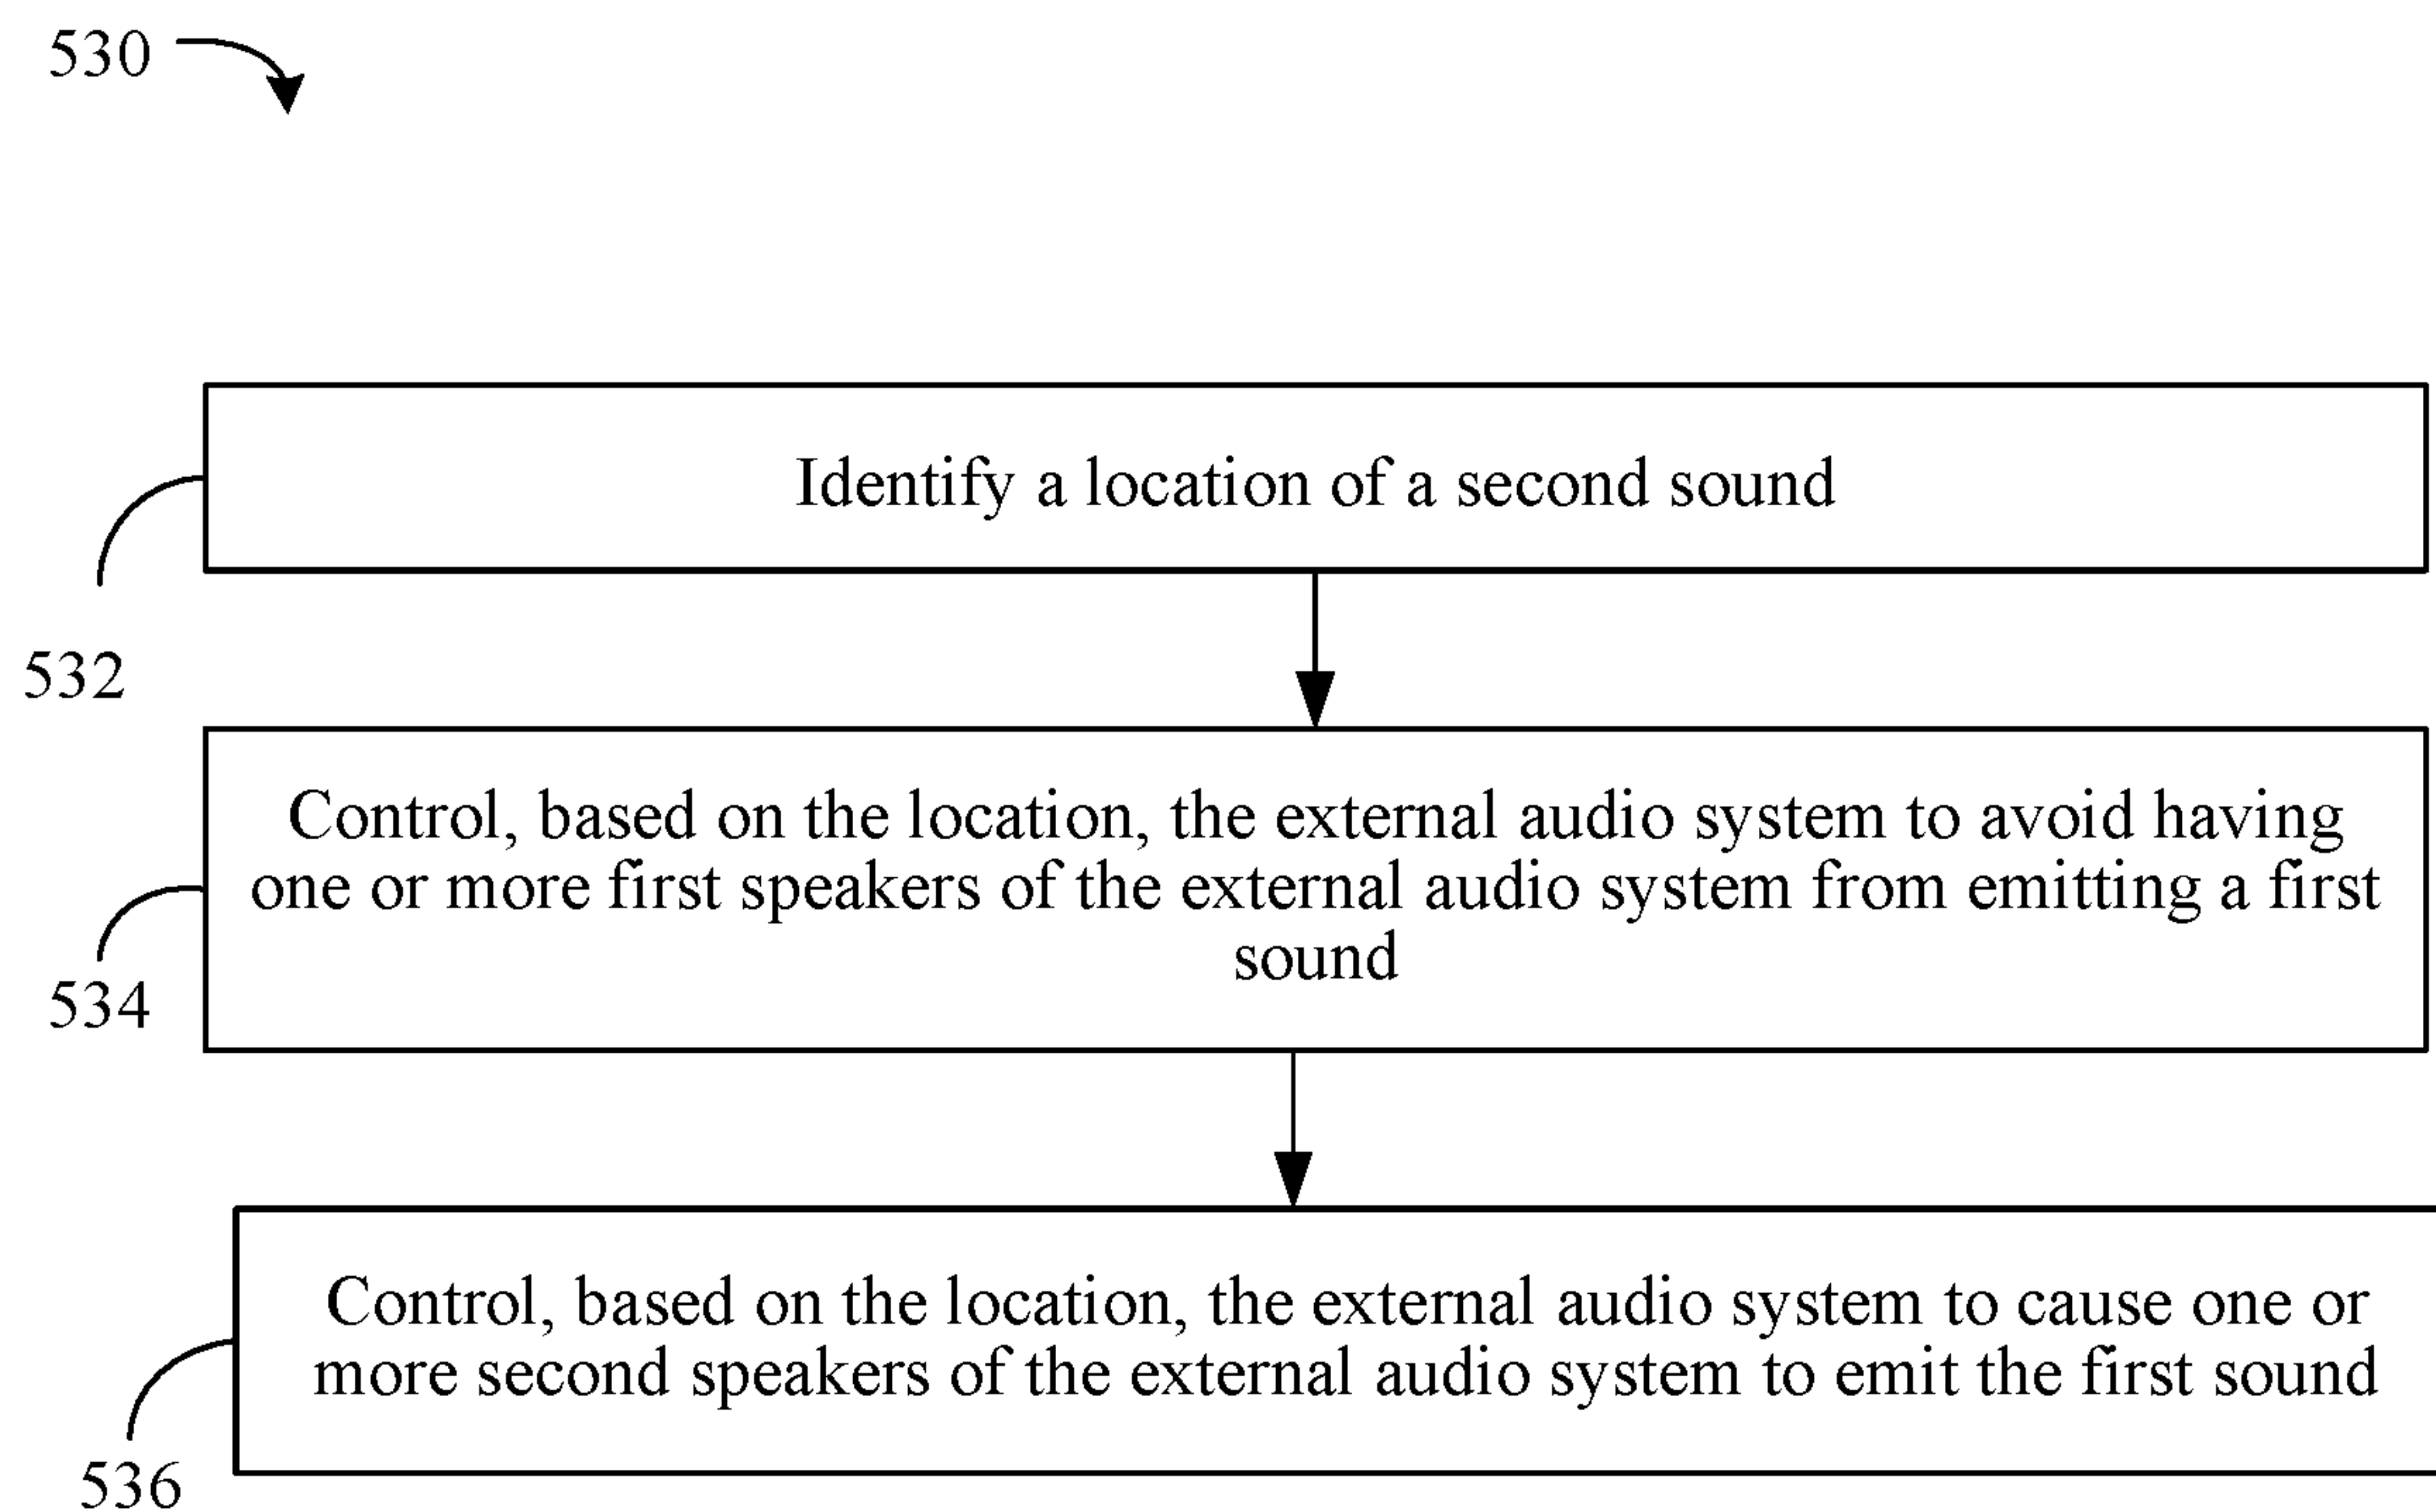 530
Identify a location of a second sound
532
Control, based on the location, the external audio system to avoid having
one or more first speakers of the external audio system from emitting a first
sound
534
Control, based on the location, the external audio system to cause one or
more second speakers of the external audio system to emit the first sound
536